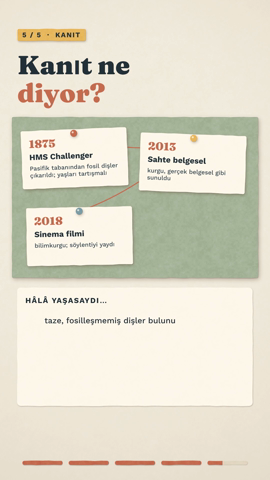 5 / 5 · KANIT
Kanıt ne
diyor?
1875
HMS Challenger
Pasifik tabanından fosil dişler
çıkarıldı; yaşları tartışmalı
2013
Sahte belgesel
kurgu, gerçek belgesel gibi
sunuldu
2018
Sinema filmi
bilimkurgu; söylentiyi yaydı
HÂLÂ YAŞASAYDI...
taze, fosilleşmemiş dişler bulunu